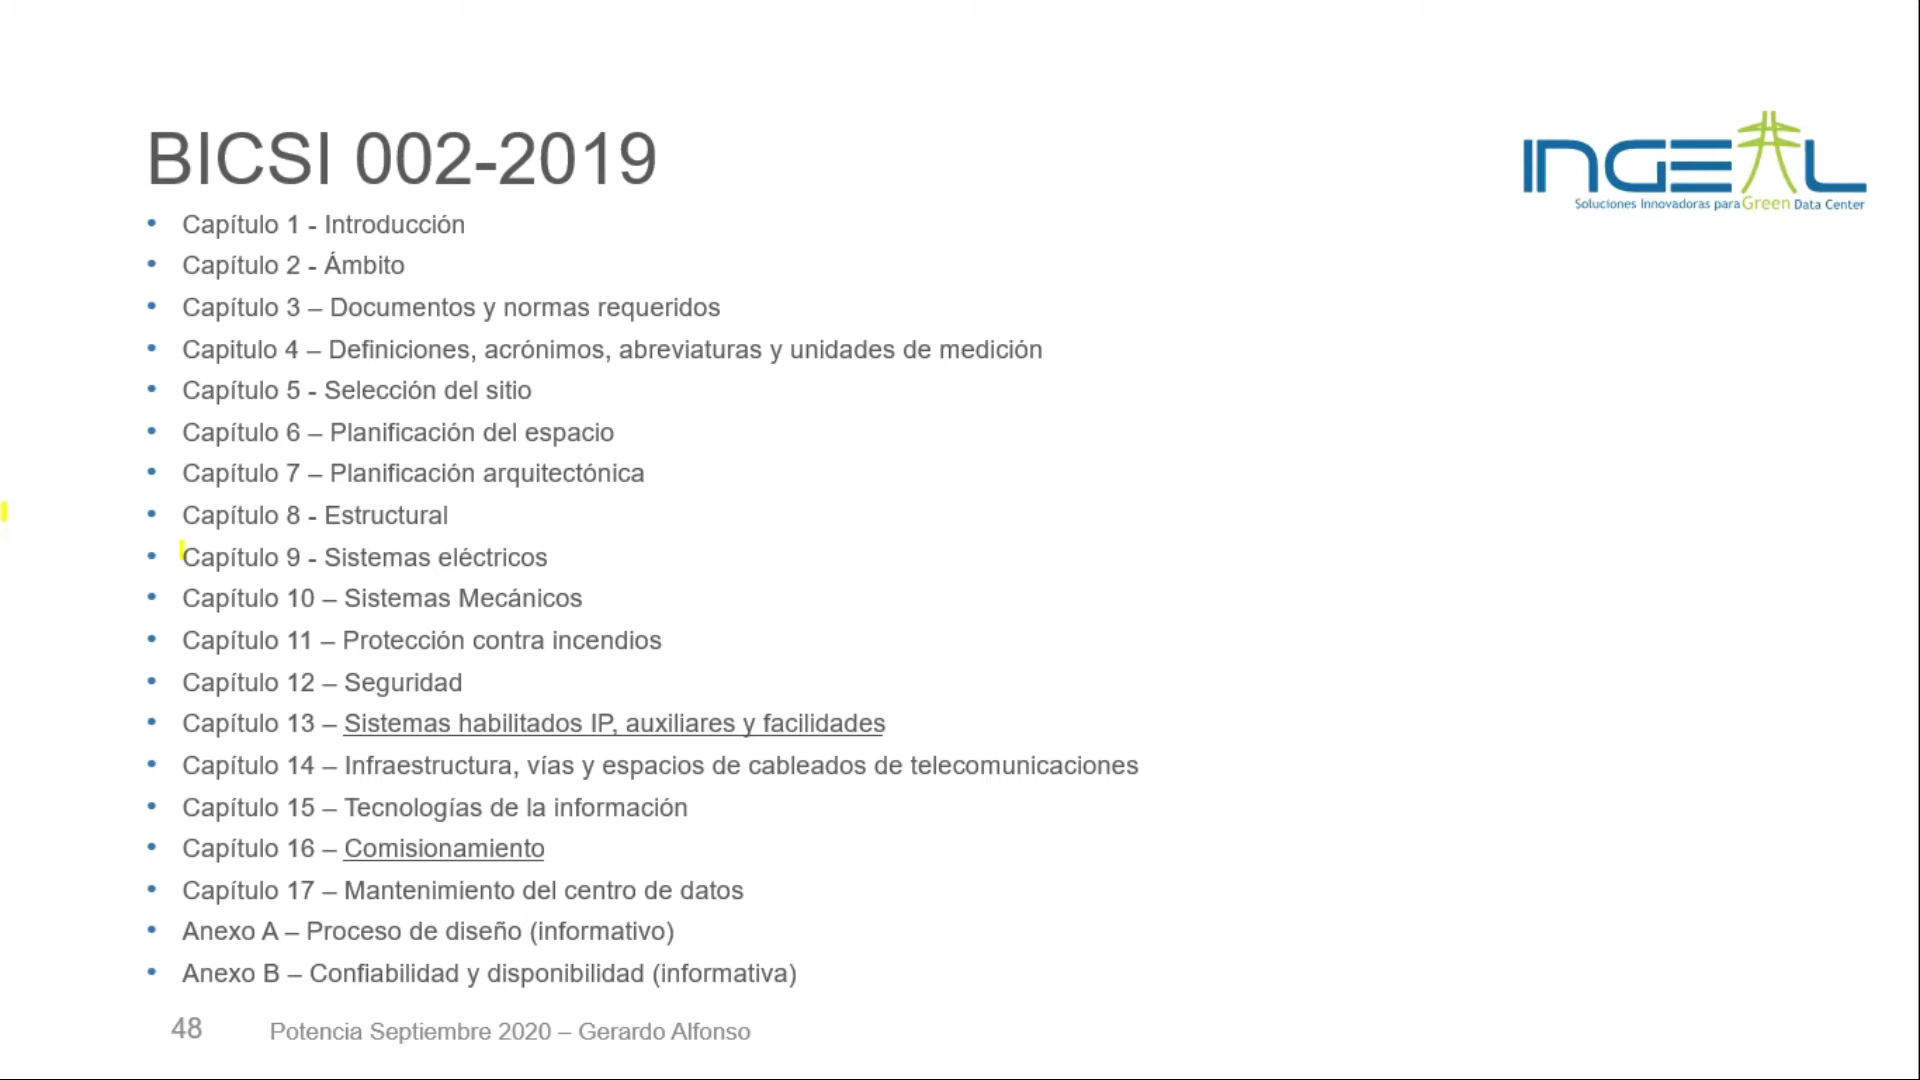 BICSI 002-2019
INGEAL
Soluciones Innovadoras para Green Data Center
• Capítulo 1 - Introducción
• Capítulo 2 - Ámbito
• Capítulo 3 – Documentos y normas requeridos
• Capitulo 4 – Definiciones, acrónimos, abreviaturas y unidades de medición
• Capítulo 5 - Selección del sitio
• Capítulo 6 – Planificación del espacio
• Capítulo 7 – Planificación arquitectónica
• Capítulo 8 - Estructural
• Capítulo 9 - Sistemas eléctricos
• Capítulo 10 – Sistemas Mecánicos
• Capítulo 11 – Protección contra incendios
• Capítulo 12 – Seguridad
• Capítulo 13 – Sistemas habilitados IP, auxiliares y facilidades
• Capítulo 14 – Infraestructura, vías y espacios de cableados de telecomunicaciones
• Capítulo 15 – Tecnologías de la información
• Capítulo 16 – Comisionamiento
• Capítulo 17 – Mantenimiento del centro de datos
• Anexo A – Proceso de diseño (informativo)
• Anexo B – Confiabilidad y disponibilidad (informativa)
48 Potencia Septiembre 2020 – Gerardo Alfonso